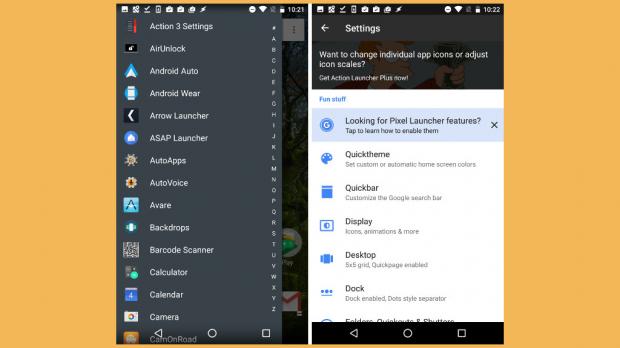 10:21
Action 3 Settings
AirUnlock
Android Auto
Android Wear
Arrow Launcher
ASAP Launcher
AutoApps
AutoVoice
Avare
Backdrops
Barcode Scanner
Calculator
4
Calendar
Camera
CamOnRoad
#
A
B
C
D
E
F
G
H
I
J
K
L
M
N
O
P
Q
R
S
T
U
V
W
X
Y
Z
Play
10:22
Settings
Want to change individual app icons or adjust
icon scales?
Get Action Launcher Plus now!
Fun stuff
Looking for Pixel Launcher features?
Tap to learn how to enable them
Quicktheme
Set custom or automatic home screen colors
Quickbar
Customize the Google search bar
Display
Icons, animations & more
Desktop
5x5 grid, Quickpage enabled
Dock
Dock enabled, Dots style separator
Folders, Quickouts & Shutters